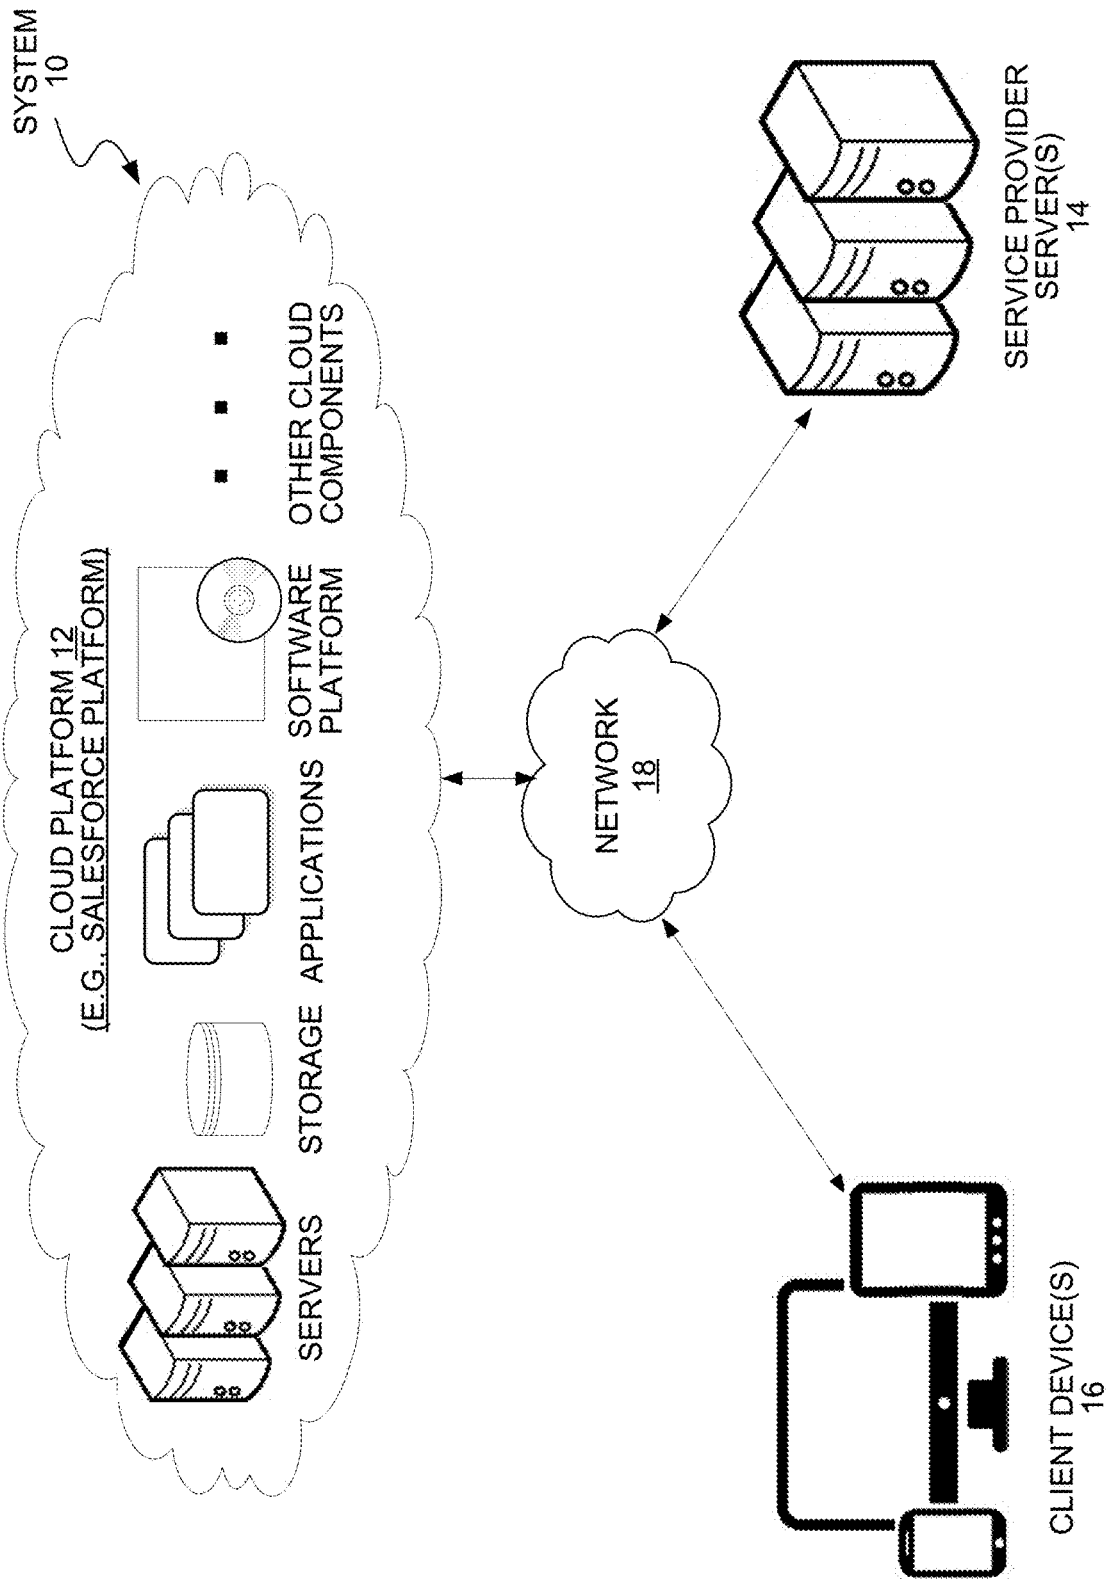 SYSTEM
10
CLOUD PLATFORM 12
(E.G., SALESFORCE PLATFORM)
SERVERS
STORAGE
APPLICATIONS
SOFTWARE
PLATFORM
OTHER CLOUD
COMPONENTS
NETWORK
18
CLIENT DEVICE(S)
16
SERVICE PROVIDER
SERVER(S)
14